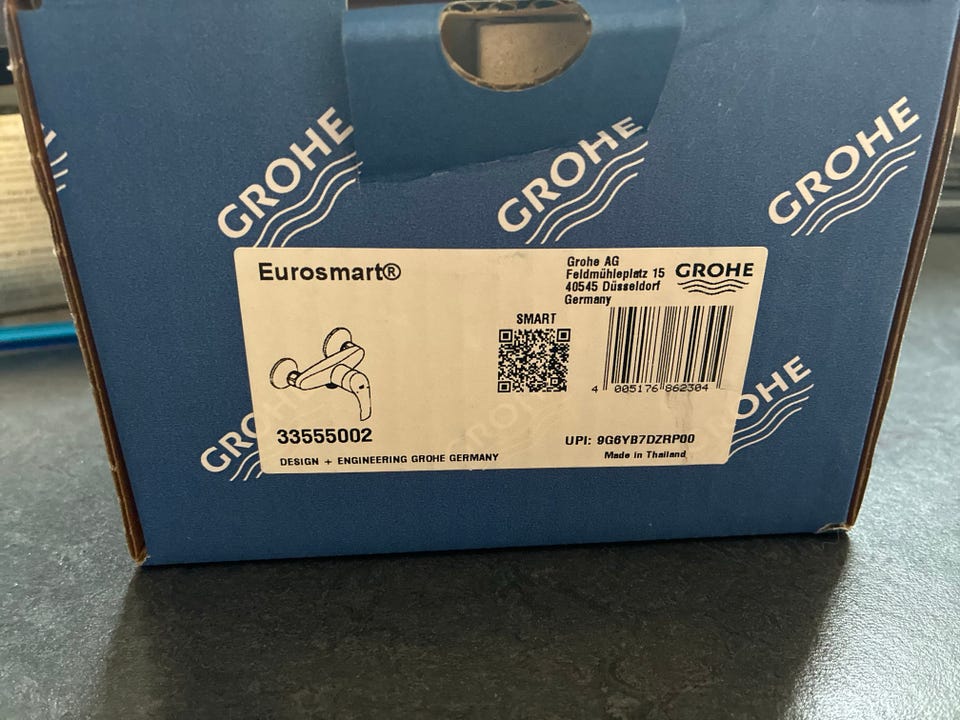 GROHE
GROHE
GROHE
Eurosmart®
Grohe AG
Feldmühleplatz 15
40545 Düsseldorf
Germany
GROHE
SMART
4 005176 862304
33555002
UPI: 9G6YB7DZRP00
DESIGN + ENGINEERING GROHE GERMANY
Made in Thailand
GROHE
GROHE